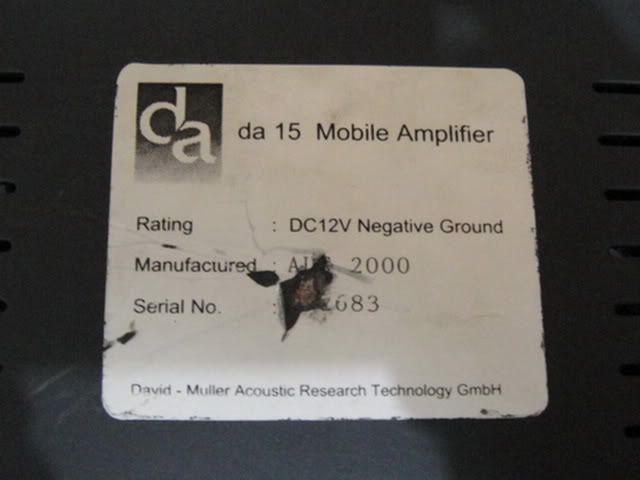 da
da 15 Mobile Amplifier
Rating : DC12V Negative Ground
Manufactured : 2000
Serial No. : 683
David - Muller Acoustic Research Technology GmbH